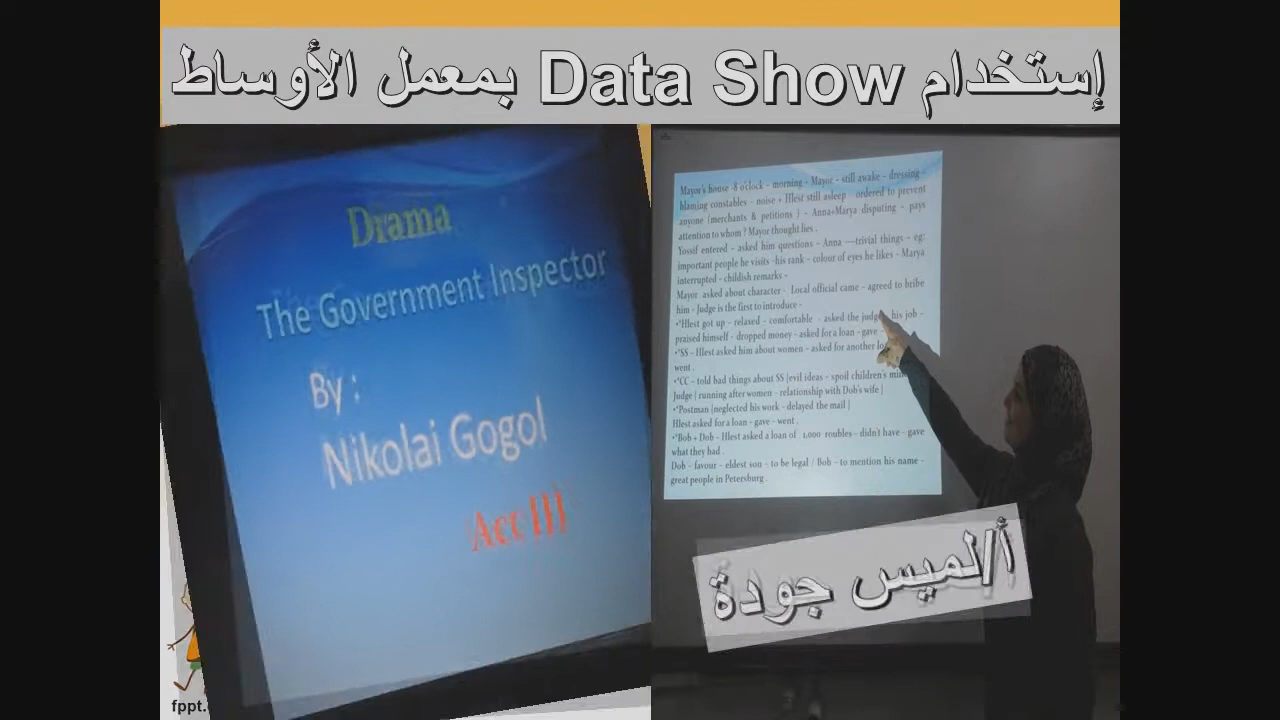 إستخدام Data Show بمعمل الأوساط
Drama
The Government Inspector
By :
Nikolai Gogol
Act III
Mayor's house -8 o'clock - morning - Mayor - still awake - dressing -
blaming constables - noise + Hlest still asleep ordered to prevent
anyone (merchants & petitions ) - Anna+Marya disputing - pays
attention to whom ? Mayor thought lies .
Yossif entered - asked him questions - Anna ---trivial things - eg:
important people he visits -his rank - colour of eyes he likes - Marya
interrupted - childish remarks -
Mayor asked about character - Local official came - agreed to bribe
him - Judge is the first to introduce -
•*Hlest got up - relaxed - comfortable - asked the judge his job -
praised himself - dropped money - asked for a loan - gave -
•*SS - Hlest asked him about women - asked for another
went .
•*CC - told bad things about SS [evil ideas - spoil children's
Judge [ running after women - relationship with Dob's wife ]
•*Postman [neglected his work - delayed the mail ]
Hlest asked for a loan - gave - went .
•*Bob + Dob - Hlest asked a loan of 1,000 roubles - didn't have - gave
what they had .
Dob - favour - eldest son - to be legal / Bob - to mention his name -
great people in Petersburg .
أ/لميس جودة
fppt.